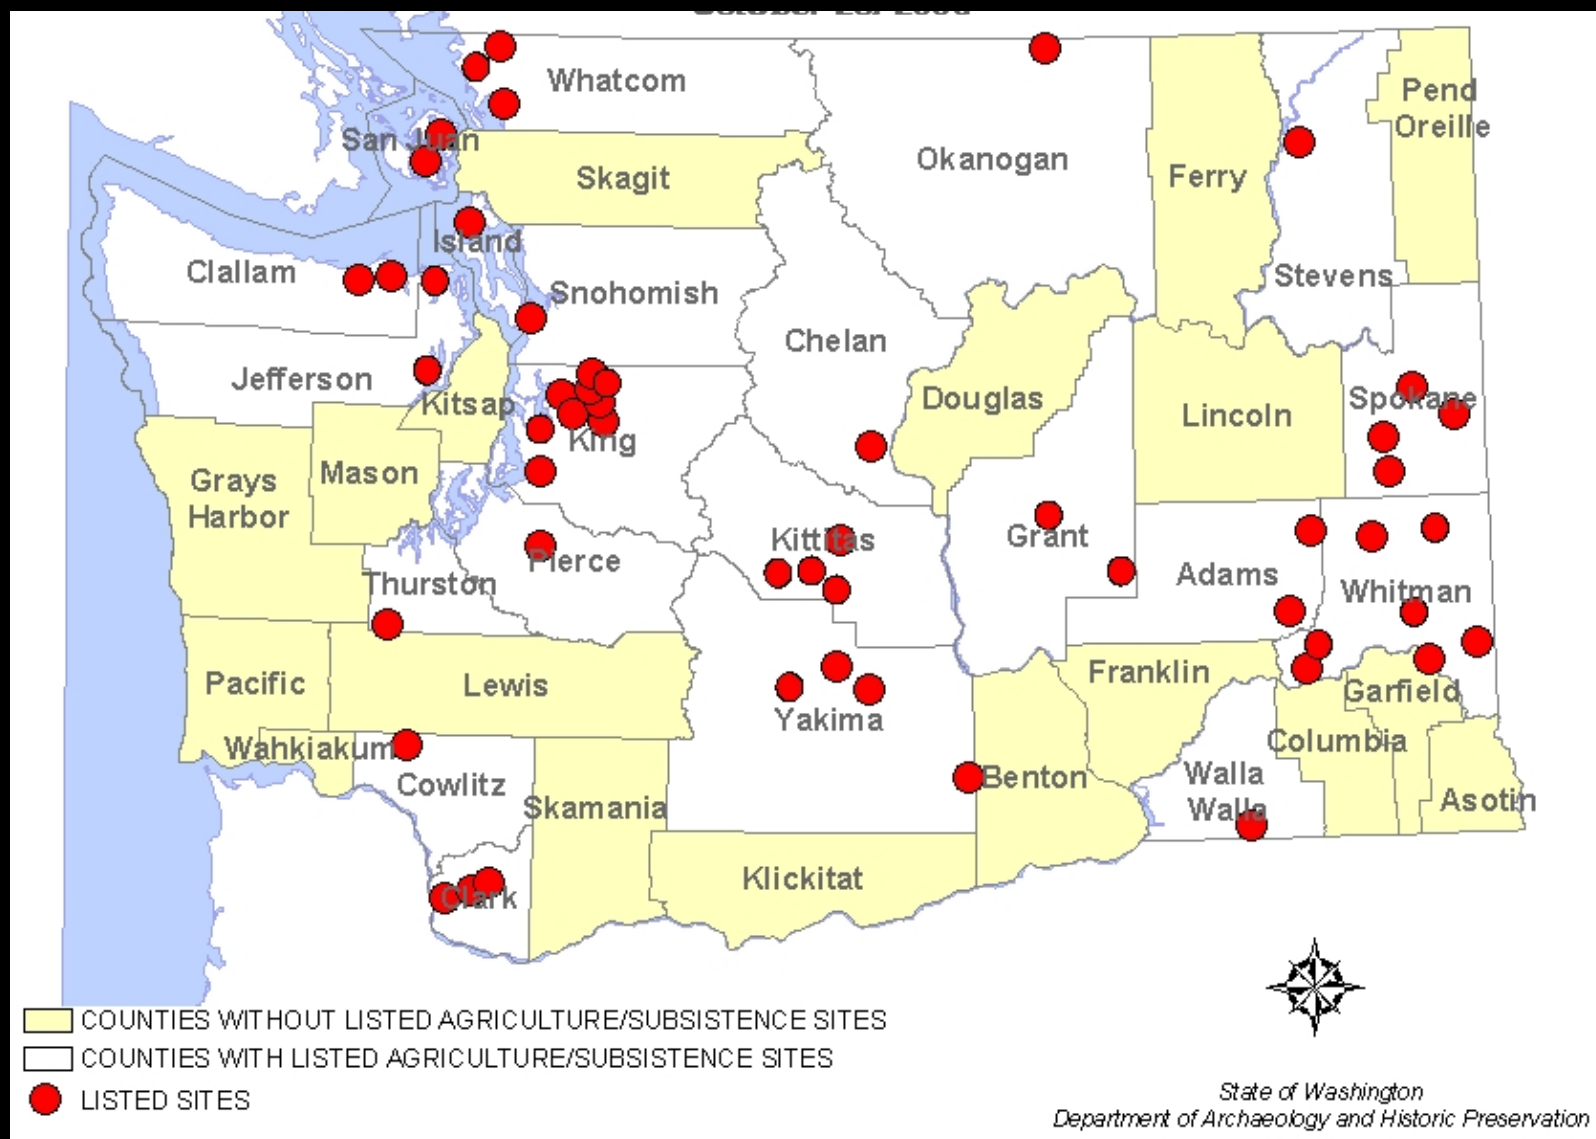 Whatcom
Pend
Oreille
San Juan
Okanogan
Skagit
Ferry
Island
Clallam
Stevens
Snohomish
Chelan
Jefferson
Kitsap
Douglas
Spokane
Lincoln
King
Mason
Grays
Harbor
Kittitas
Grant
Pierce
Thurston
Adams
Whitman
Pacific
Lewis
Franklin
Garfield
Yakima
Wahkiakum
Columbia
Cowlitz
Benton
Walla
Walla
Skamania
Asotin
Klickitat
Clark
COUNTIES WITHOUT LISTED AGRICULTURE/SUBSISTENCE SITES
COUNTIES WITH LISTED AGRICULTURE/SUBSISTENCE SITES
LISTED SITES
State of Washington
Department of Archaeology and Historic Preservation